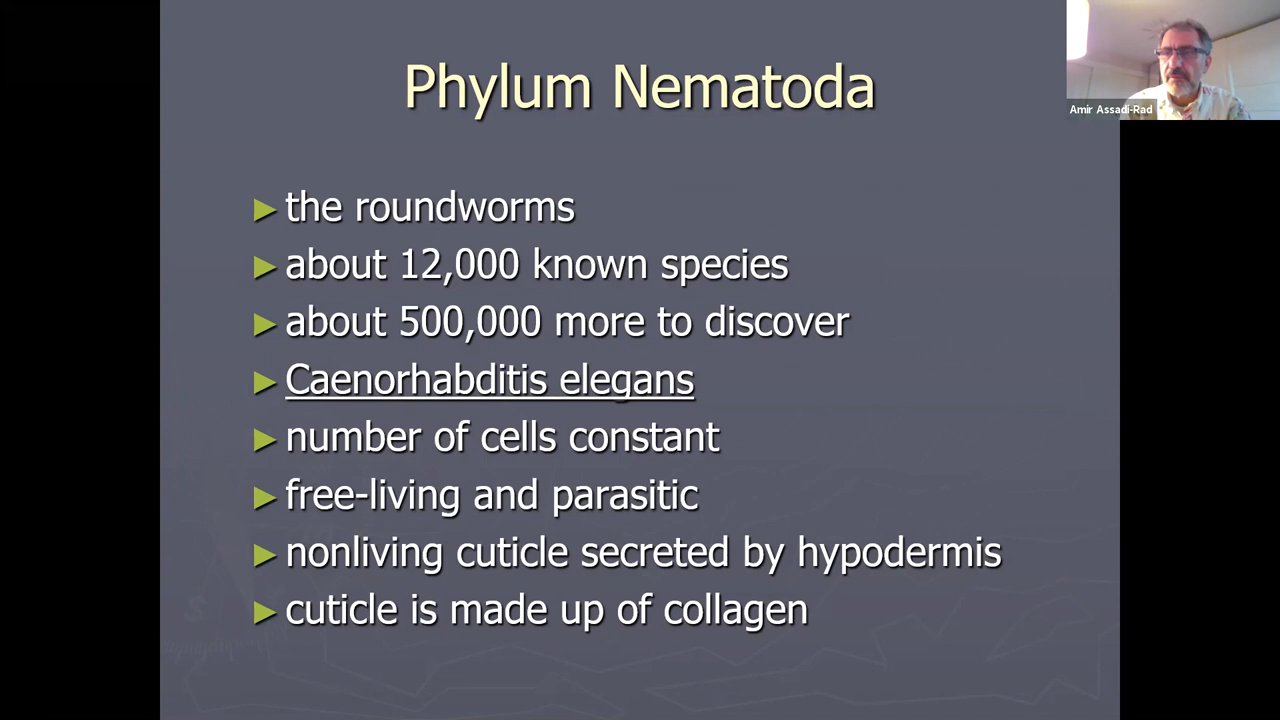 Phylum Nematoda
Amir Assadi-Rad
► the roundworms
► about 12,000 known species
► about 500,000 more to discover
► Caenorhabditis elegans
► number of cells constant
► free-living and parasitic
► nonliving cuticle secreted by hypodermis
► cuticle is made up of collagen